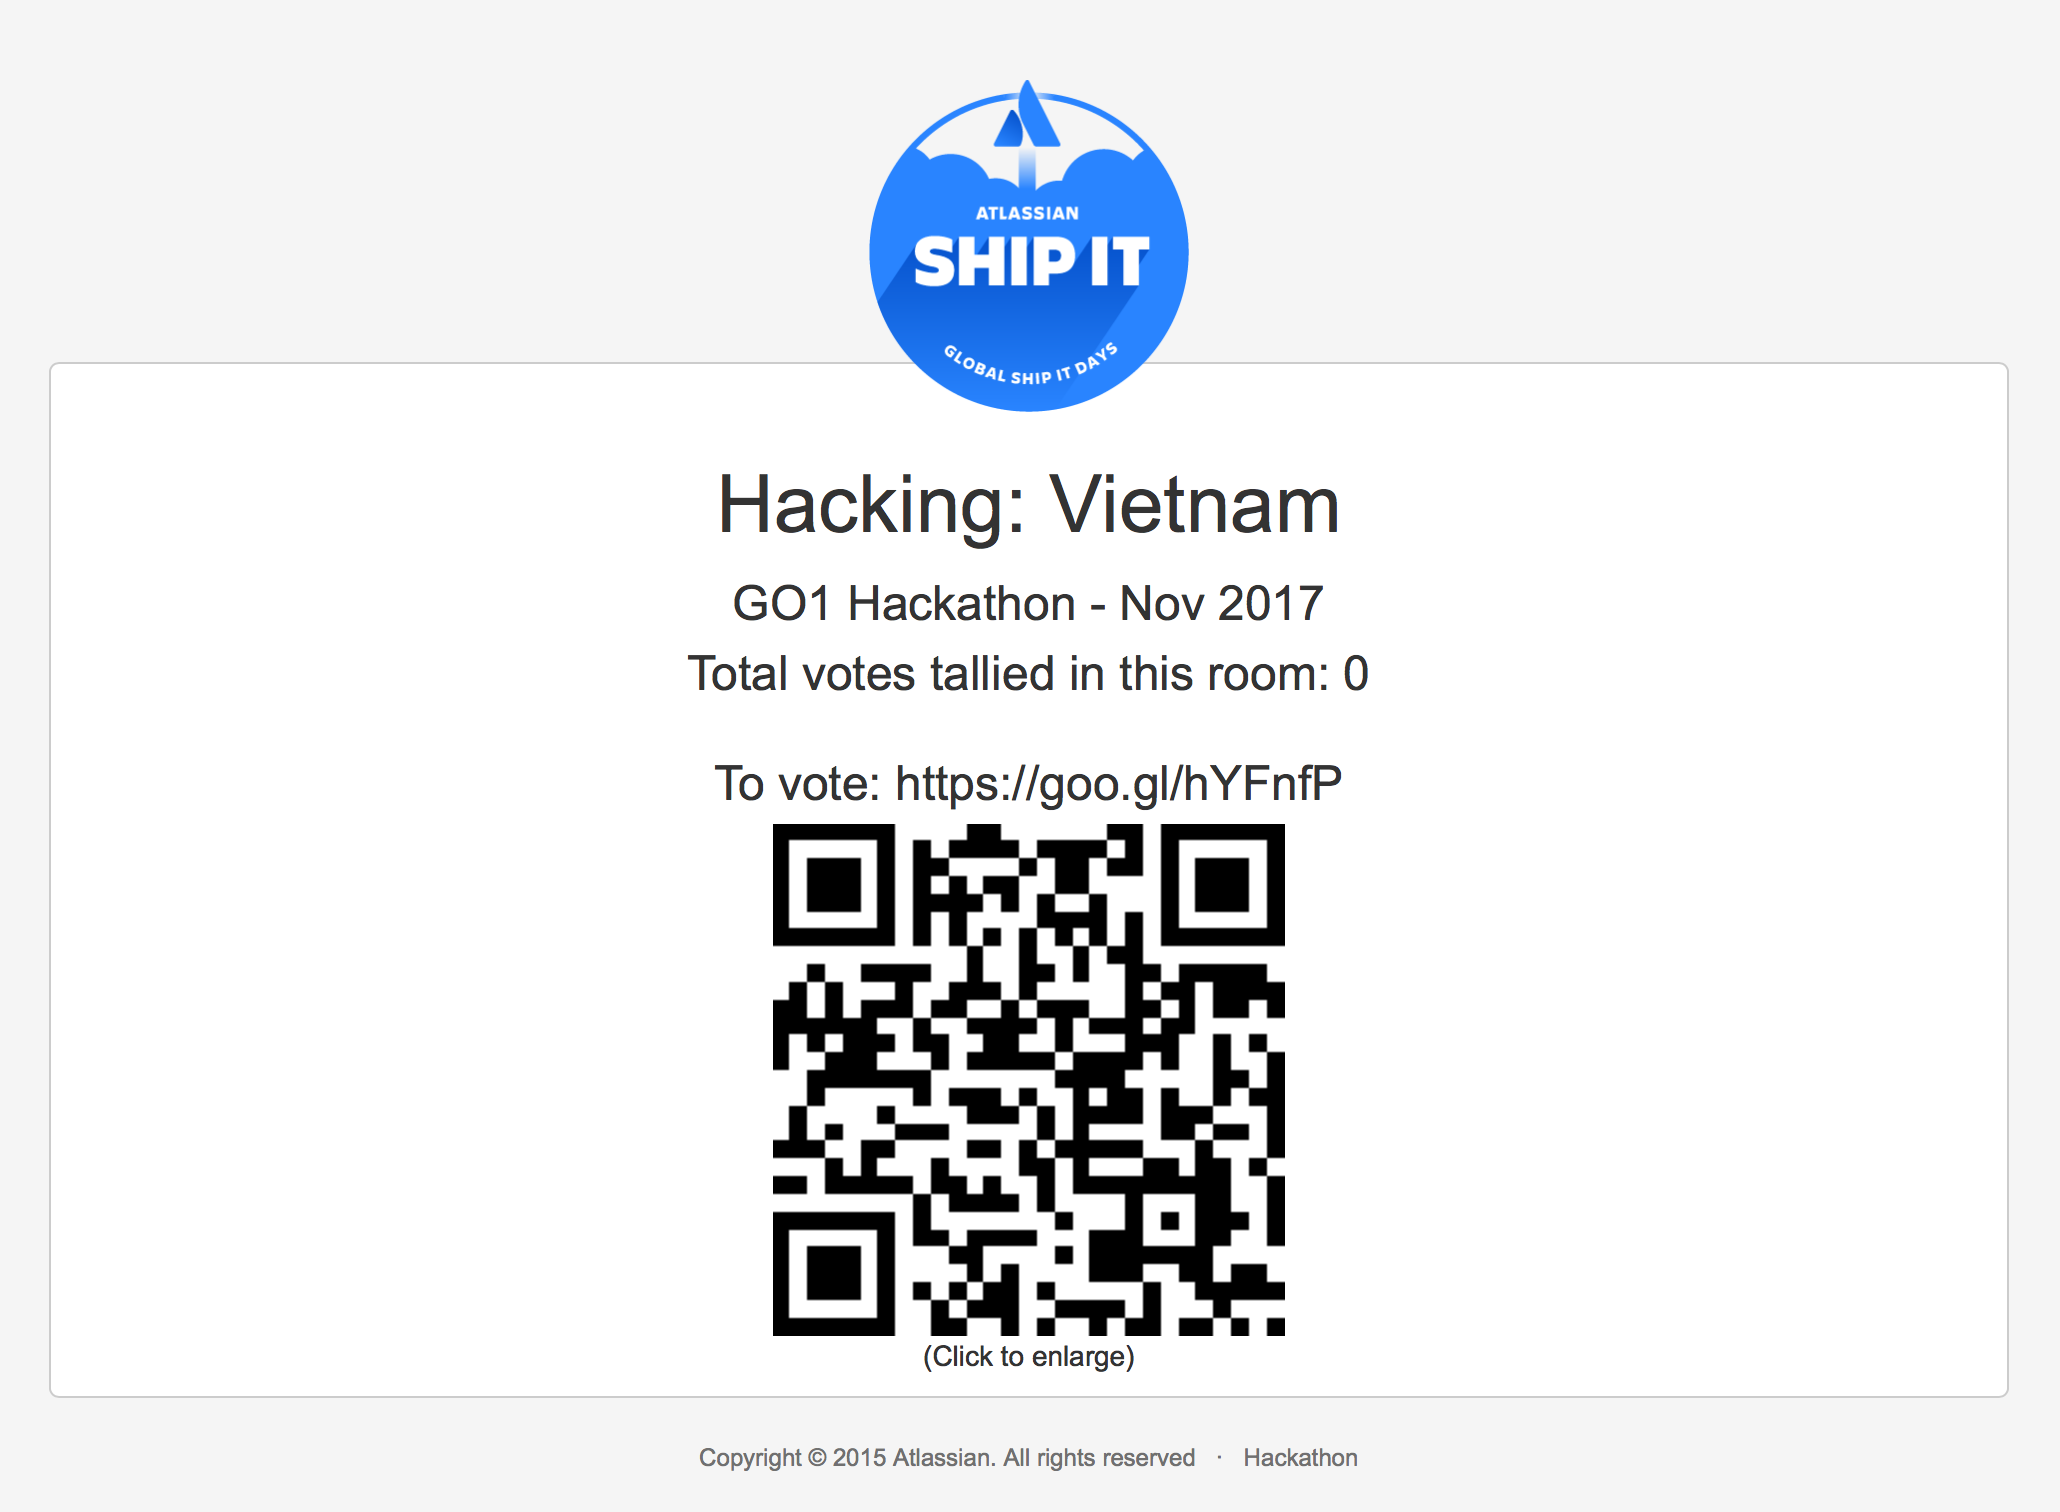 ATLASSIAN
SHIP IT
GLOBAL SHIP IT DAYS
Hacking: Vietnam
GO1 Hackathon - Nov 2017
Total votes tallied in this room: 0
To vote: https://goo.gl/hYFnfP
(Click to enlarge)
Copyright © 2015 Atlassian. All rights reserved · Hackathon